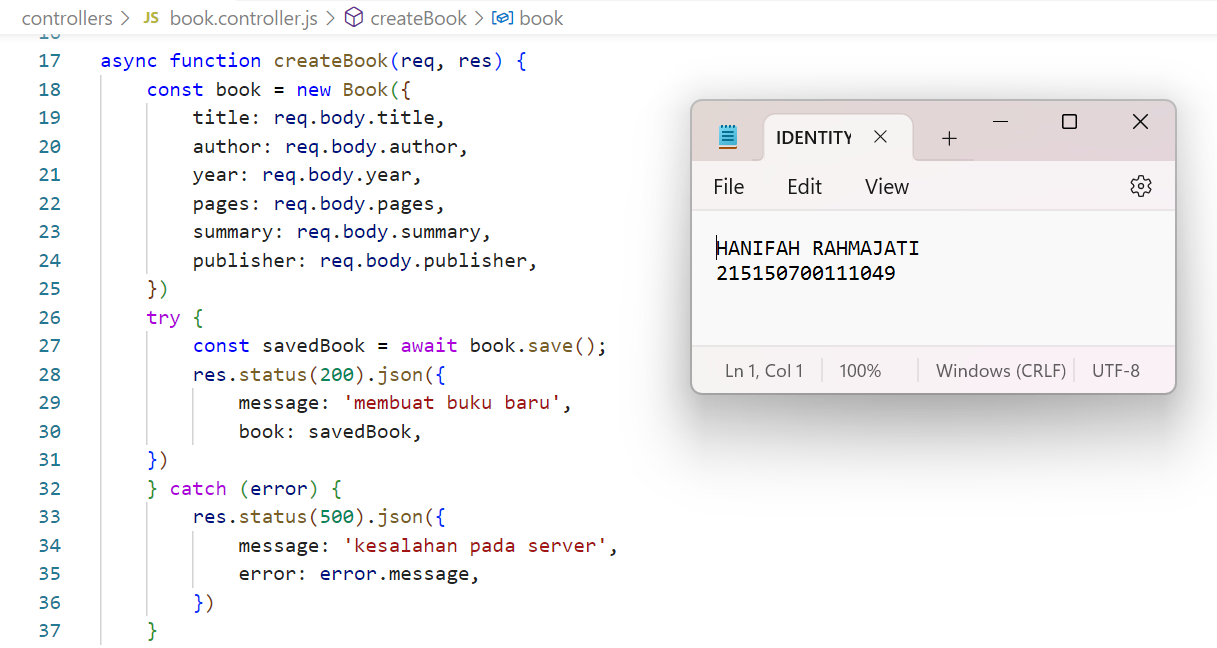 controllers > JS book.controller.js > createBook > book
16
17 async function createBook(req, res) {
18 const book = new Book({
19 title: req.body.title,
20 author: req.body.author,
21 year: req.body.year,
22 pages: req.body.pages,
23 summary: req.body.summary,
24 publisher: req.body.publisher,
25 })
26 try {
27 const savedBook = await book.save();
28 res.status(200).json({
29 message: 'membuat buku baru',
30 book: savedBook,
31 })
32 } catch (error) {
33 res.status(500).json({
34 message: 'kesalahan pada server',
35 error: error.message,
36 })
37 }
IDENTITY
File Edit View
HANIFAH RAHMAJATI
215150700111049
Ln 1, Col 1 100% Windows (CRLF) UTF-8